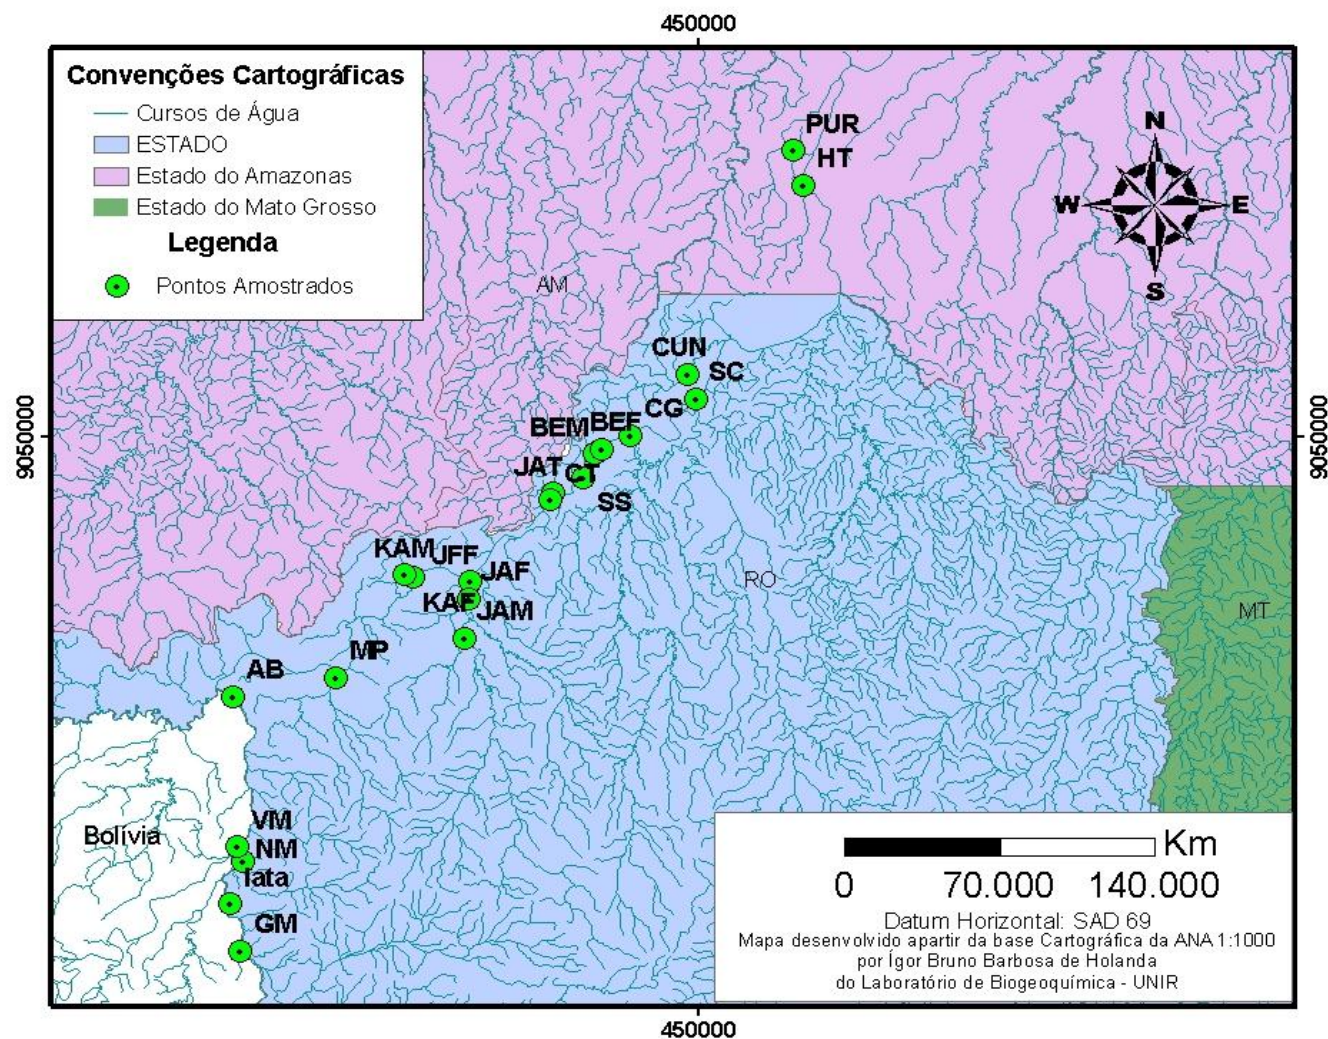 450000
Convenções Cartográficas
Cursos de Água
ESTADO
Estado do Amazonas
Estado do Mato Grosso
Legenda
Pontos Amostrados
PUR
HT
N
W
E
S
AM
CUN
SC
CG
BEM
BEF
9050000
9050000
JAT
CT
SS
KAM
JFF
JAF
KAF
JAM
RO
MT
AB
MP
Bolívia
VM
NM
Iata
GM
Km
0 70.000 140.000
Datum Horizontal: SAD 69
Mapa desenvolvido apartir da base Cartográfica da ANA 1:1000
por Ígor Bruno Barbosa de Holanda
do Laboratório de Biogeoquímica - UNIR
450000